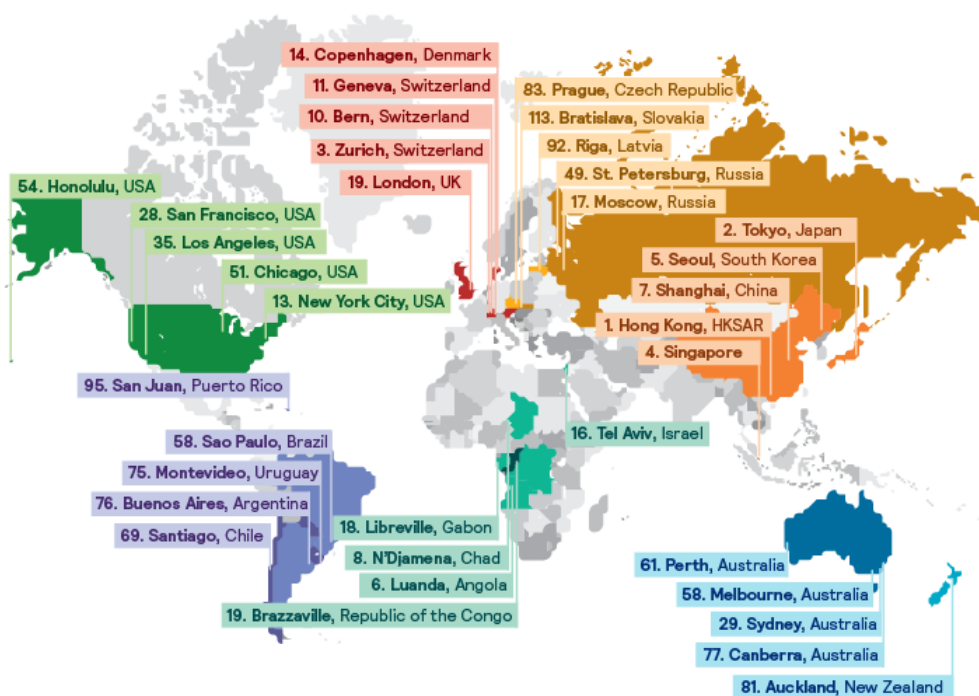 14. Copenhagen, Denmark
11. Geneva, Switzerland
10. Bern, Switzerland
3. Zurich, Switzerland
19. London, UK
83. Prague, Czech Republic
113. Bratislava, Slovakia
92. Riga, Latvia
49. St. Petersburg, Russia
17. Moscow, Russia
54. Honolulu, USA
28. San Francisco, USA
35. Los Angeles, USA
51. Chicago, USA
13. New York City, USA
2. Tokyo, Japan
5. Seoul, South Korea
7. Shanghai, China
1. Hong Kong, HKSAR
4. Singapore
95. San Juan, Puerto Rico
58. Sao Paulo, Brazil
75. Montevideo, Uruguay
76. Buenos Aires, Argentina
69. Santiago, Chile
16. Tel Aviv, Israel
18. Libreville, Gabon
8. N'Djamena, Chad
6. Luanda, Angola
19. Brazzaville, Republic of the Congo
61. Perth, Australia
58. Melbourne, Australia
29. Sydney, Australia
77. Canberra, Australia
81. Auckland, New Zealand